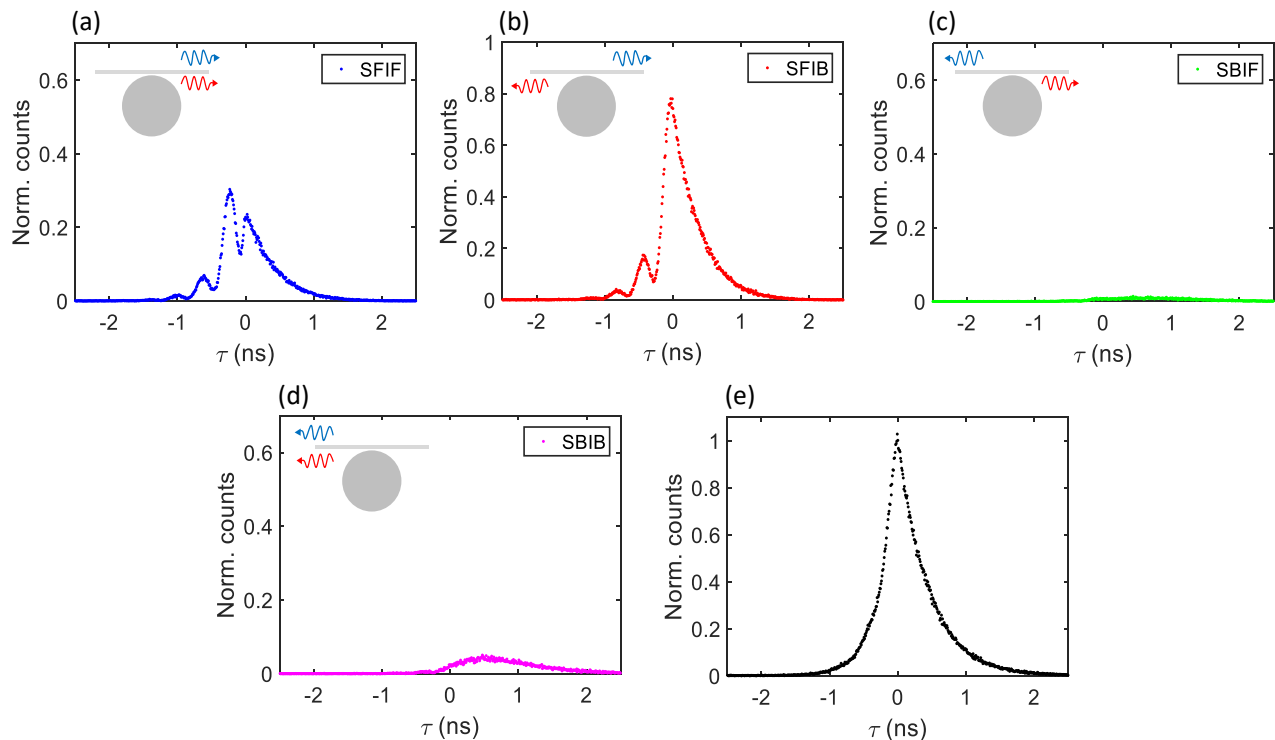 (a)
Norm. counts
0.6
0.4
0.2
0
SFIF
-2 -1 0 1 2
τ (ns)
(b)
Norm. counts
1
0.8
0.6
0.4
0.2
0
SFIB
-2 -1 0 1 2
τ (ns)
(c)
Norm. counts
0.6
0.4
0.2
0
SBIF
-2 -1 0 1 2
τ (ns)
(d)
Norm. counts
0.6
0.4
0.2
0
SBIB
-2 -1 0 1 2
τ (ns)
(e)
Norm. counts
1
0.8
0.6
0.4
0.2
0
-2 -1 0 1 2
τ (ns)